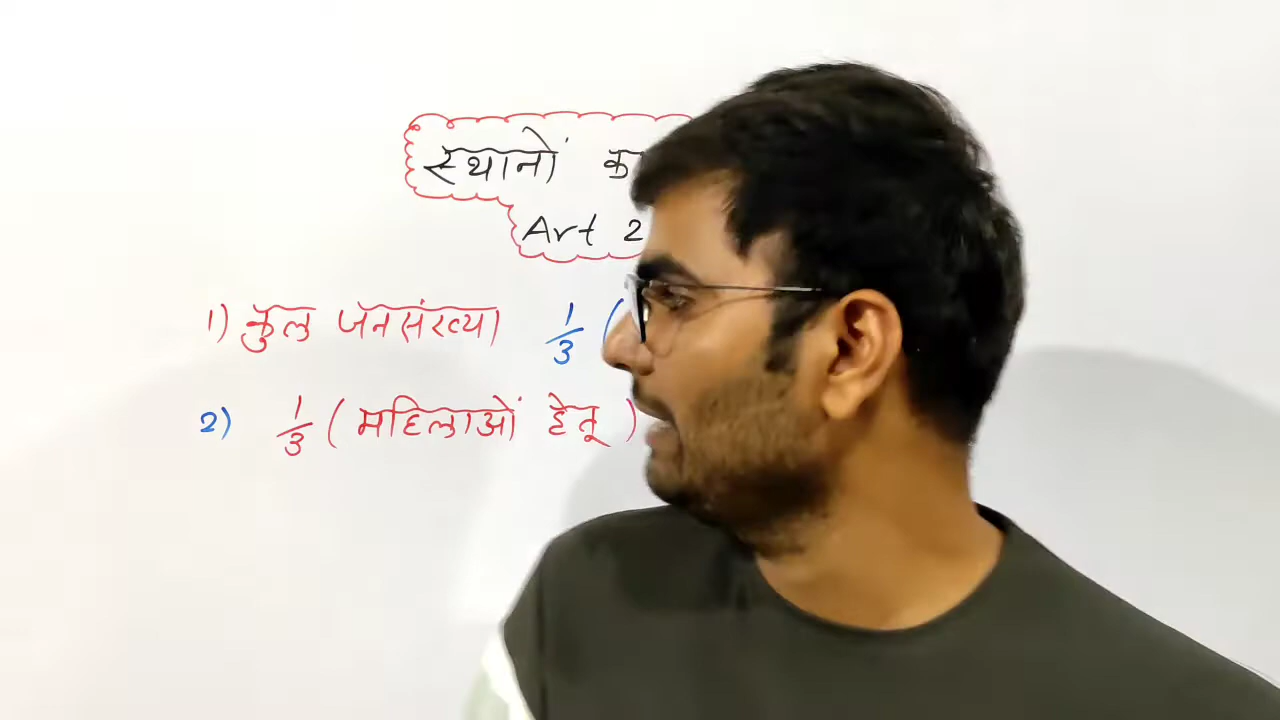 स्थानों
Art 2
1) कुल जनसंख्या 1/3 (
2) 1/3 ( महिलाओं हेतू )